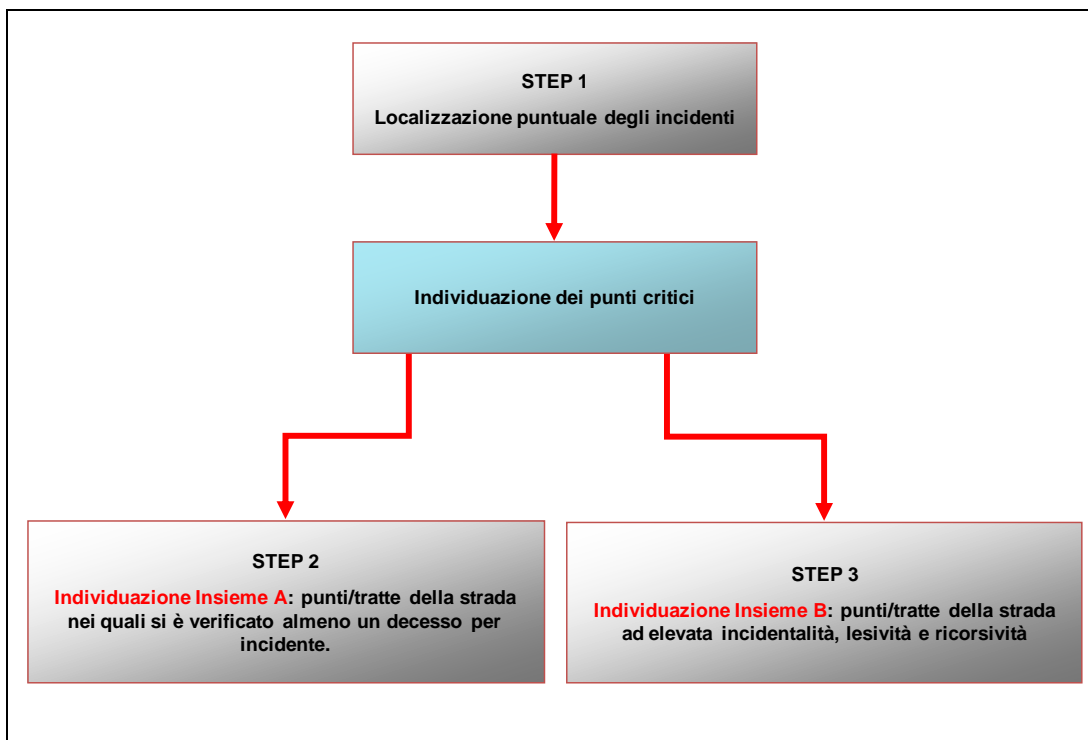 STEP 1
Localizzazione puntuale degli incidenti
Individuazione dei punti critici
STEP 2
Individuazione Insieme A: punti/tratte della strada
nei quali si è verificato almeno un decesso per
incidente.
STEP 3
Individuazione Insieme B: punti/tratte della strada
ad elevata incidentalità, lesività e ricorsività